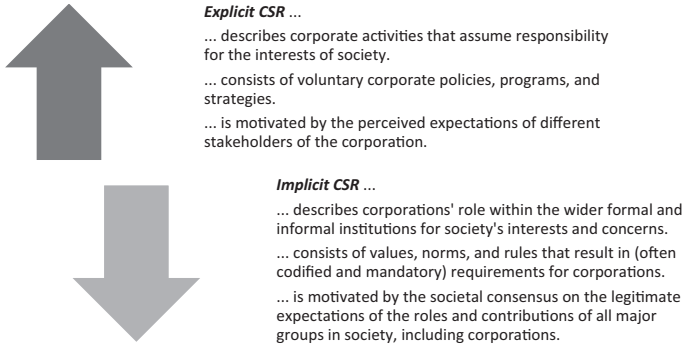 Explicit CSR ...
... describes corporate activities that assume responsibility
for the interests of society.
... consists of voluntary corporate policies, programs, and
strategies.
... is motivated by the perceived expectations of different
stakeholders of the corporation.
Implicit CSR ...
... describes corporations' role within the wider formal and
informal institutions for society's interests and concerns.
... consists of values, norms, and rules that result in (often
codified and mandatory) requirements for corporations.
... is motivated by the societal consensus on the legitimate
expectations of the roles and contributions of all major
groups in society, including corporations.